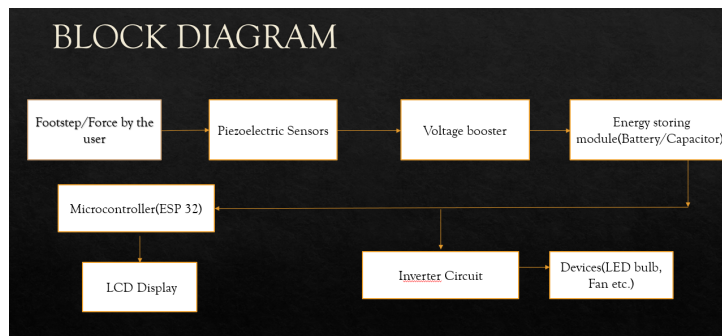 BLOCK DIAGRAM
Footstep/Force by the
user
Piezoelectric Sensors
Voltage booster
Energy storing
module(Battery/Capacitor)
Microcontroller(ESP 32)
LCD Display
Inverter Circuit
Devices(LED bulb,
Fan etc.)